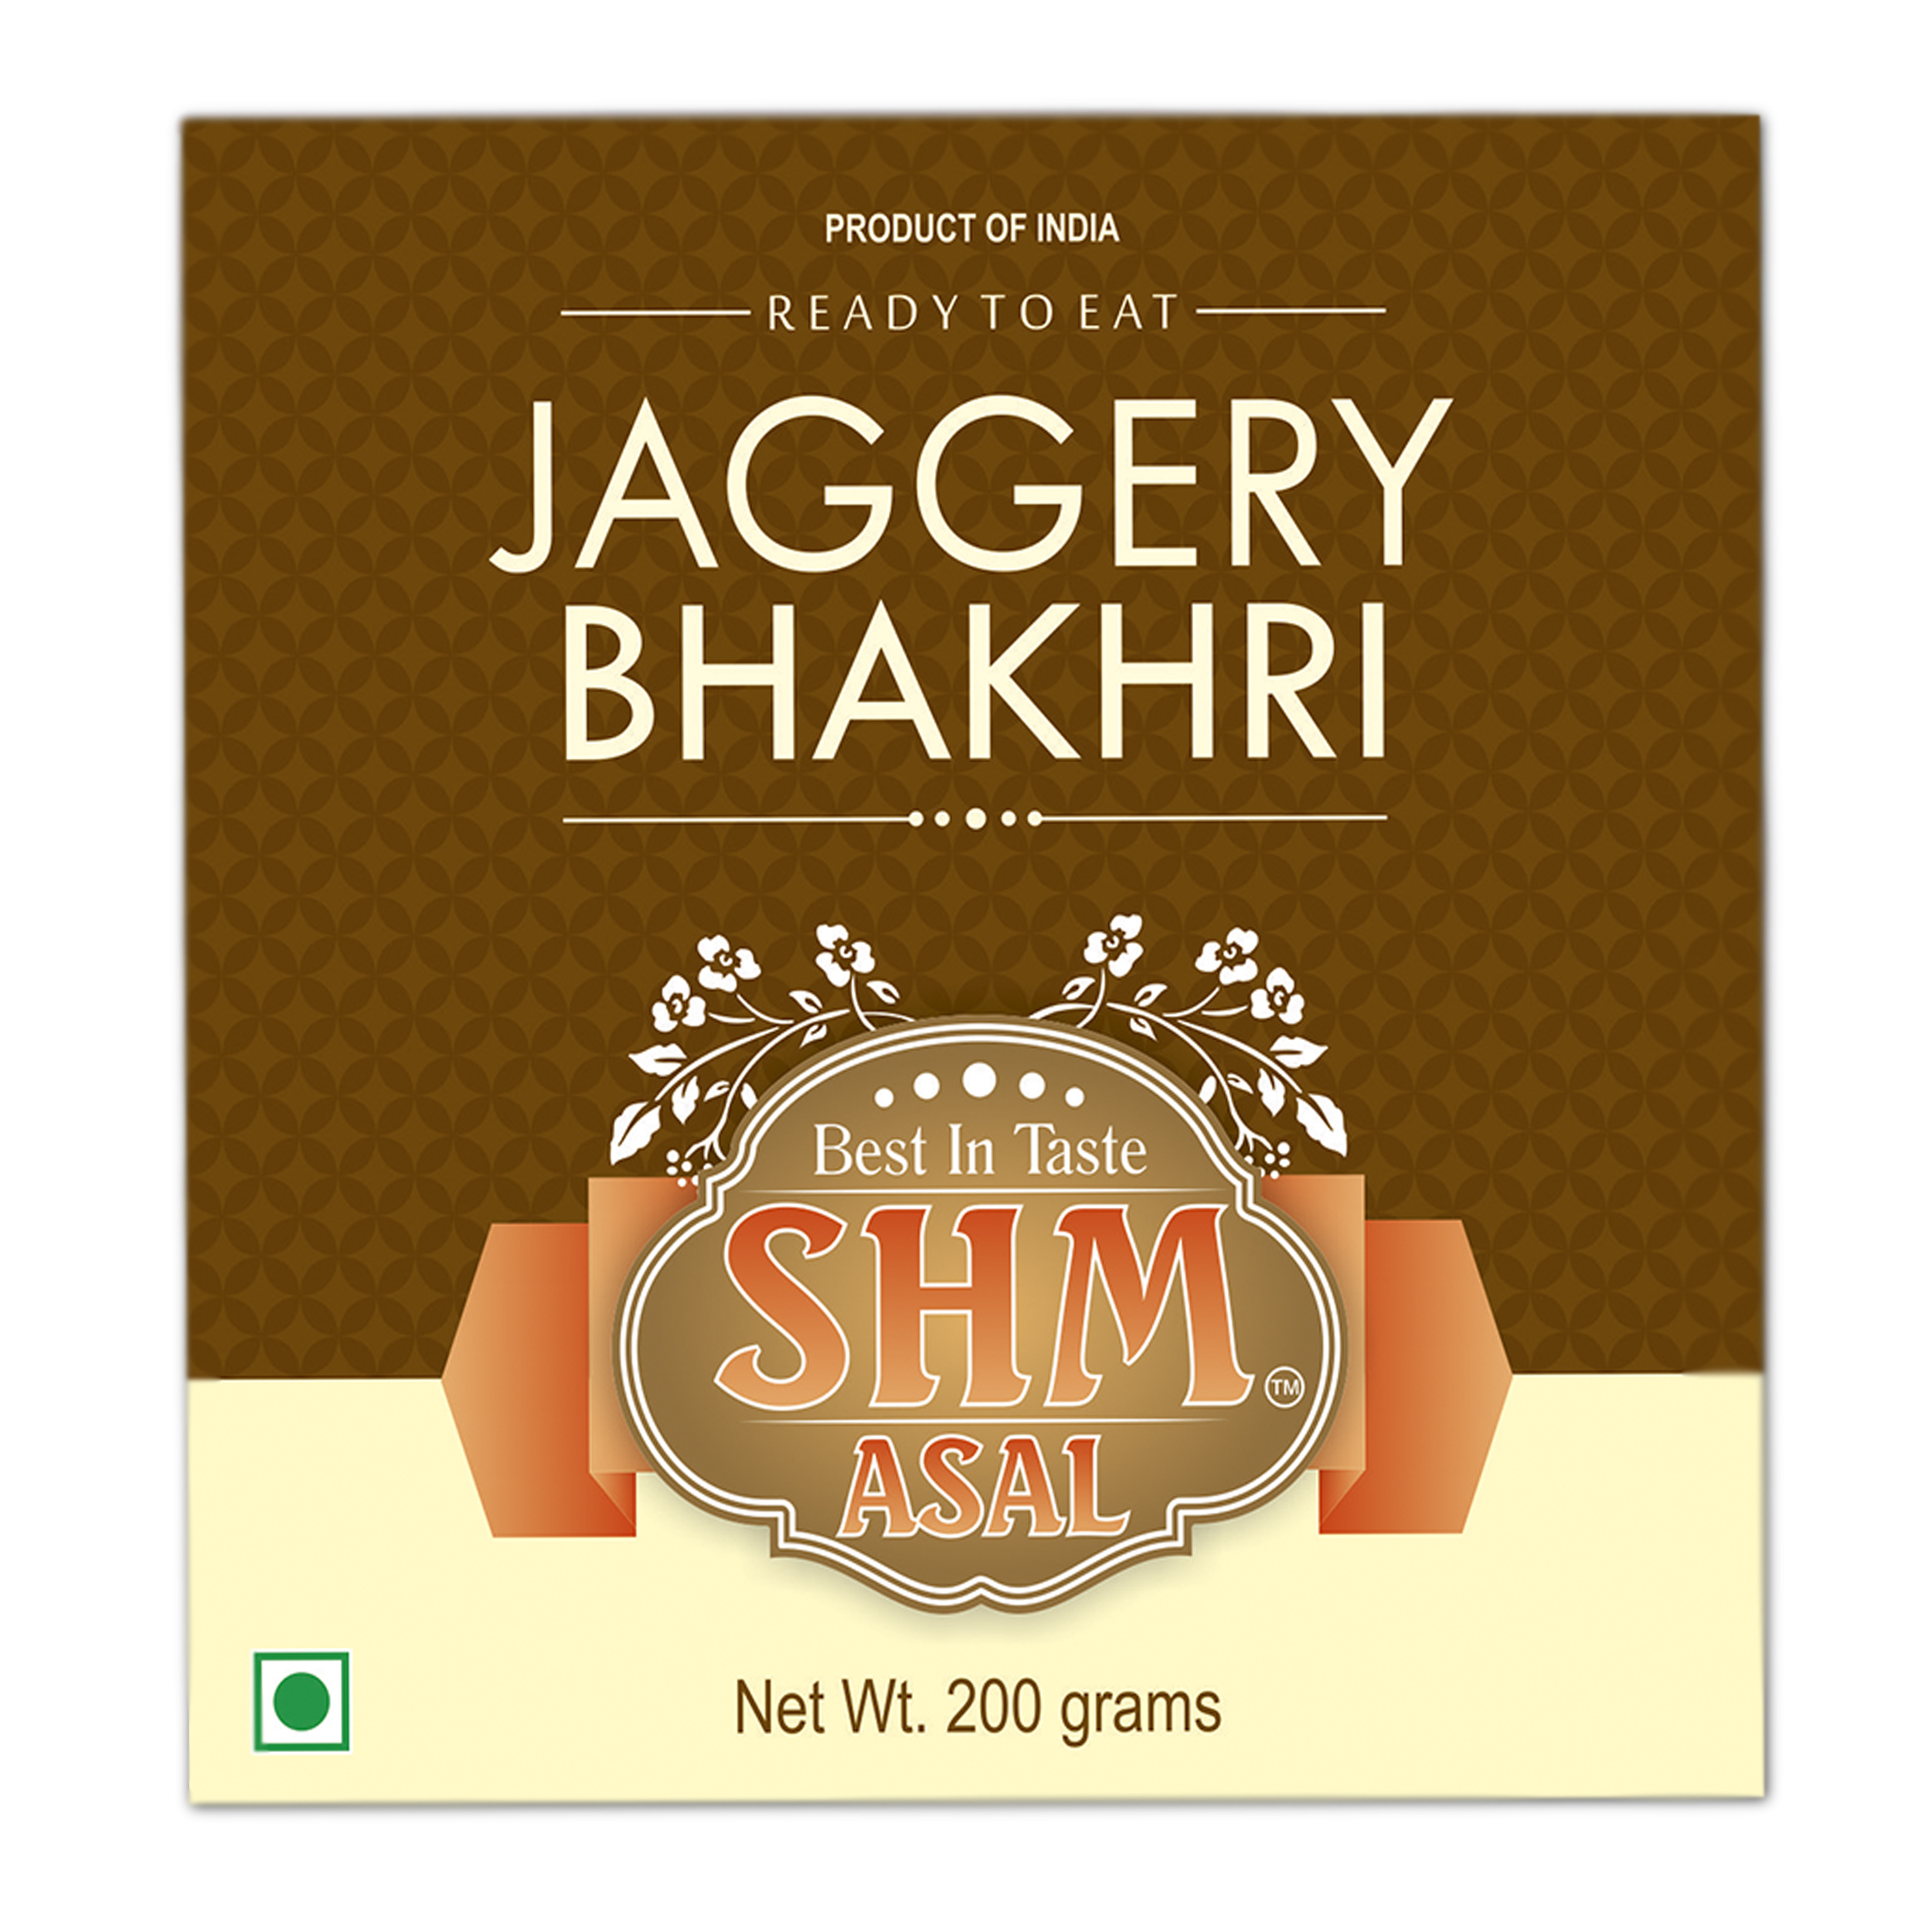 PRODUCT OF INDIA
READY TO EAT
JAGGERY
BHAKHRI
Best In Taste
SHM
TM
ASAL
Net Wt. 200 grams